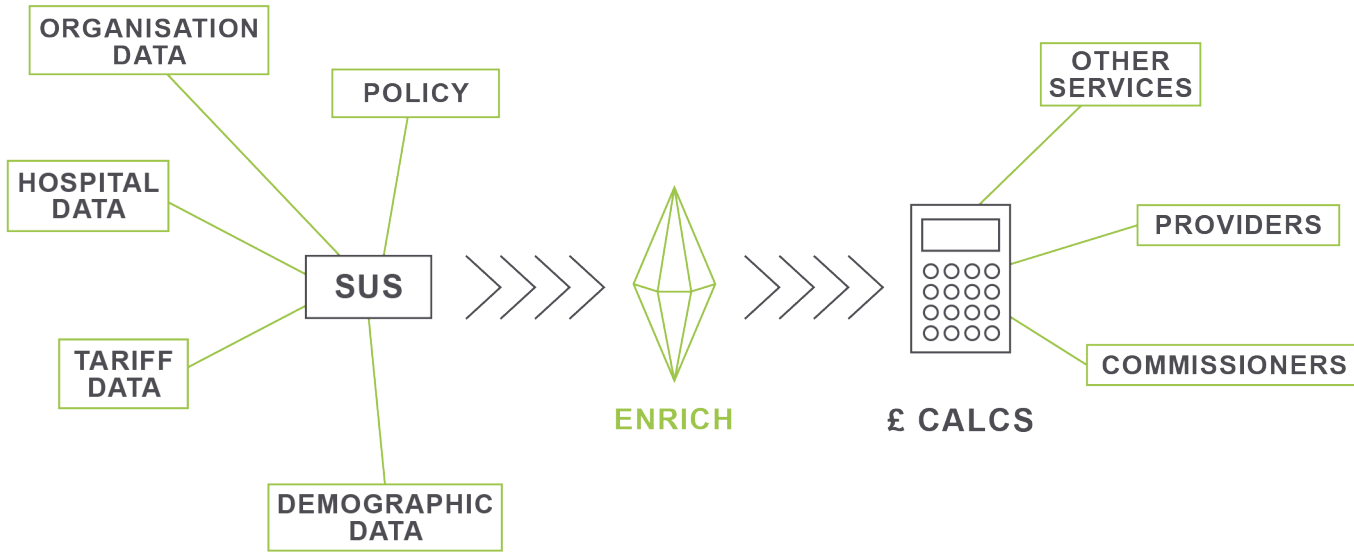 ORGANISATION
DATA
POLICY
HOSPITAL
DATA
SUS
TARIFF
DATA
DEMOGRAPHIC
DATA
ENRICH
£ CALCS
OTHER
SERVICES
PROVIDERS
COMMISSIONERS